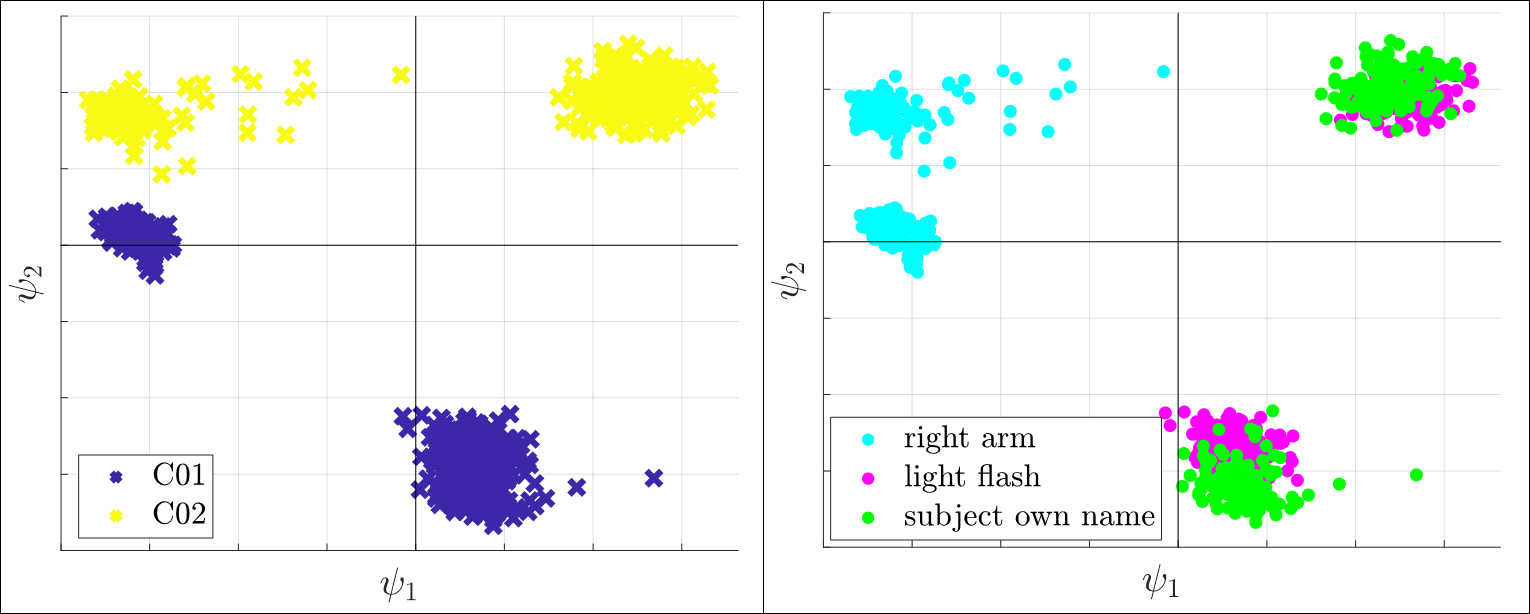 ψ2
C01
C02
ψ1
ψ2
right arm
light flash
subject own name
ψ1